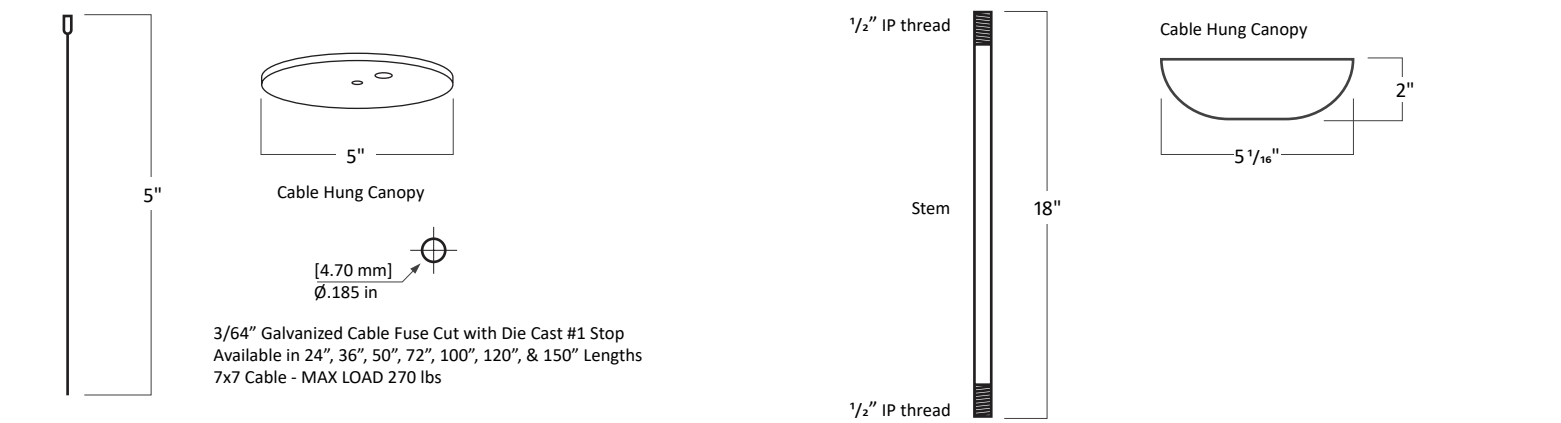 5"
5"
Cable Hung Canopy
[4.70 mm]
Ø.185 in
3/64” Galvanized Cable Fuse Cut with Die Cast #1 Stop
Available in 24”, 36”, 50”, 72”, 100”, 120”, & 150” Lengths
7x7 Cable - MAX LOAD 270 lbs
1/2” IP thread
Stem
18"
1/2” IP thread
Cable Hung Canopy
2"
5 1/16"